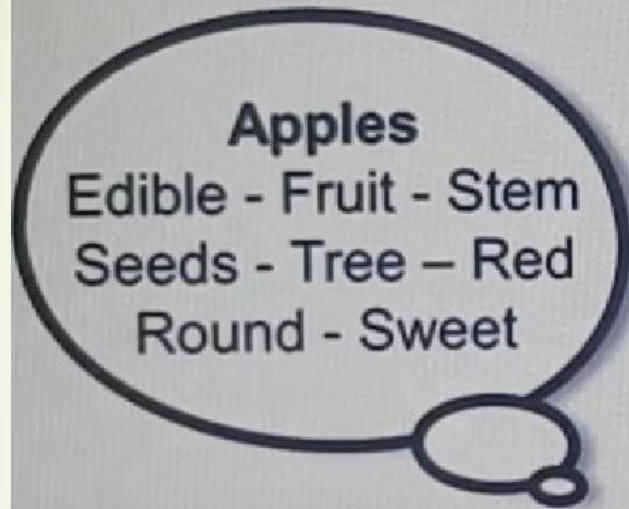 Apples
Edible - Fruit - Stem
Seeds - Tree – Red
Round - Sweet